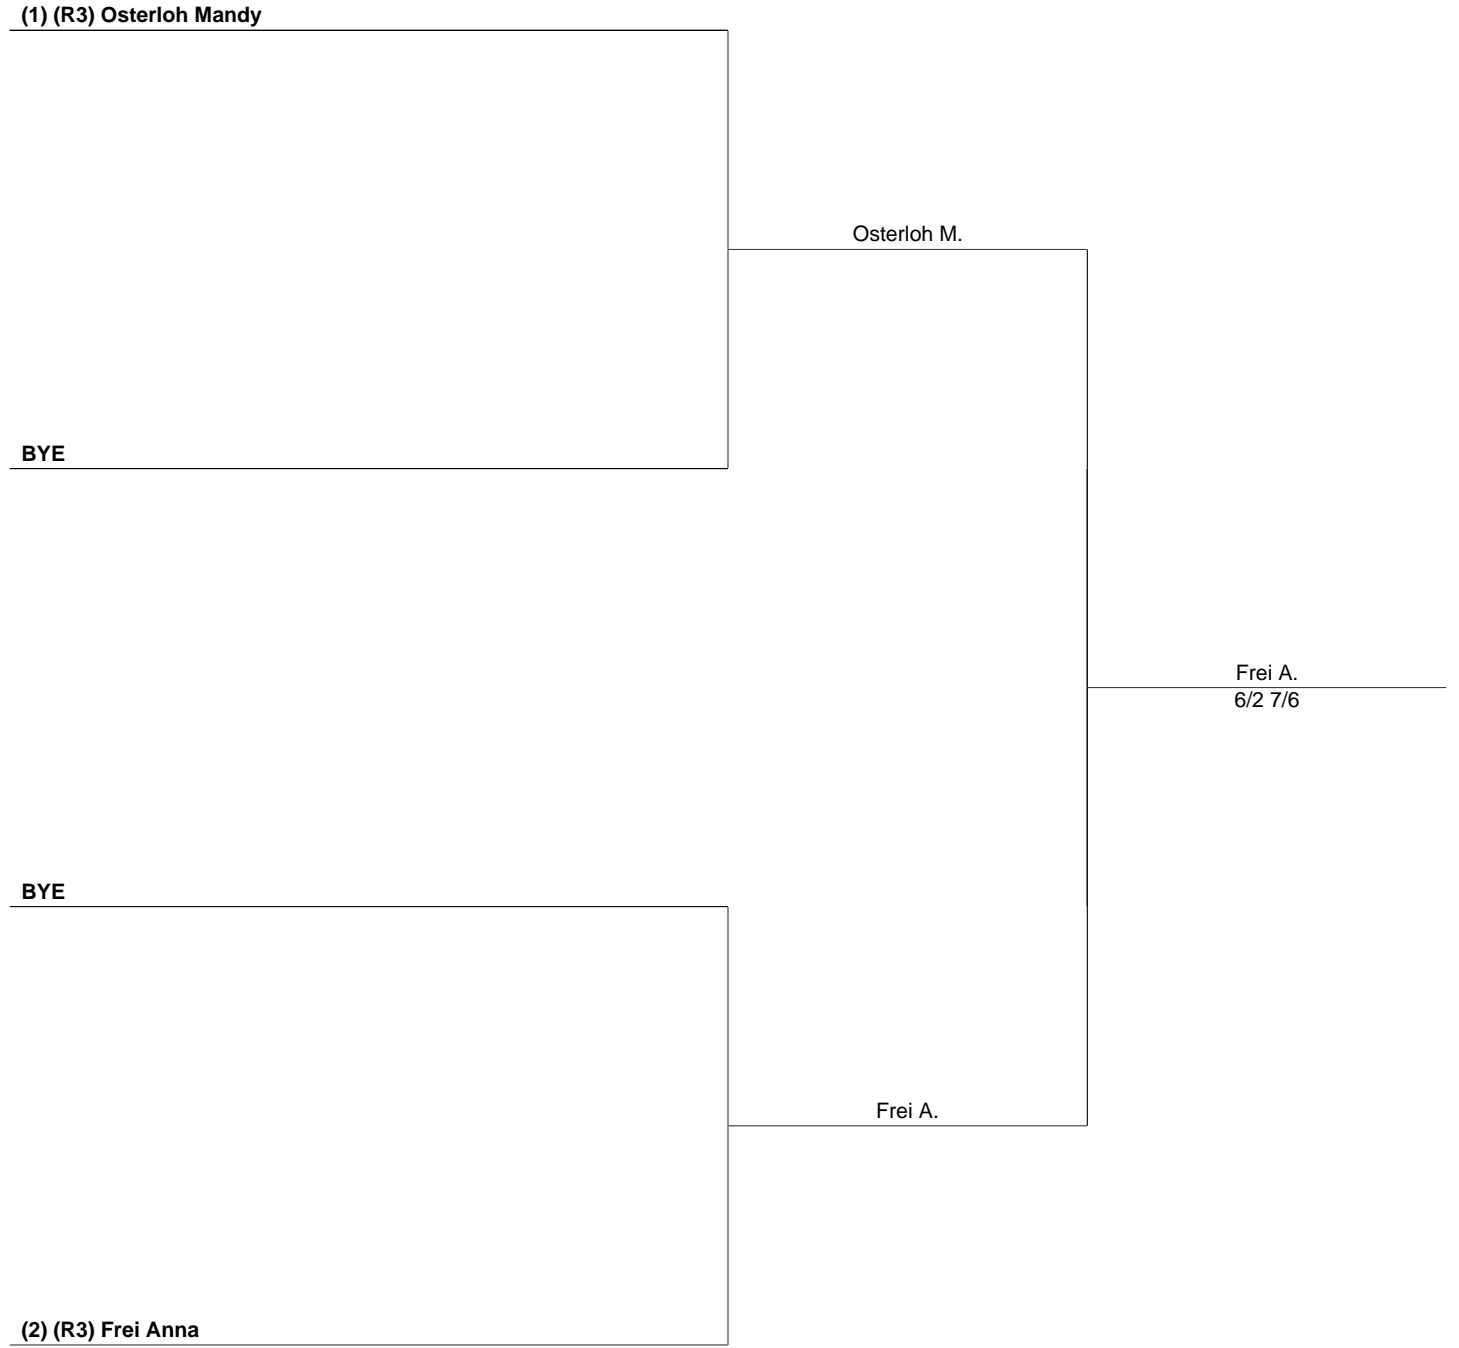 (1) (R3) Osterloh Mandy
Osterloh M.
BYE
Frei A.
6/2 7/6
BYE
Frei A.
(2) (R3) Frei Anna